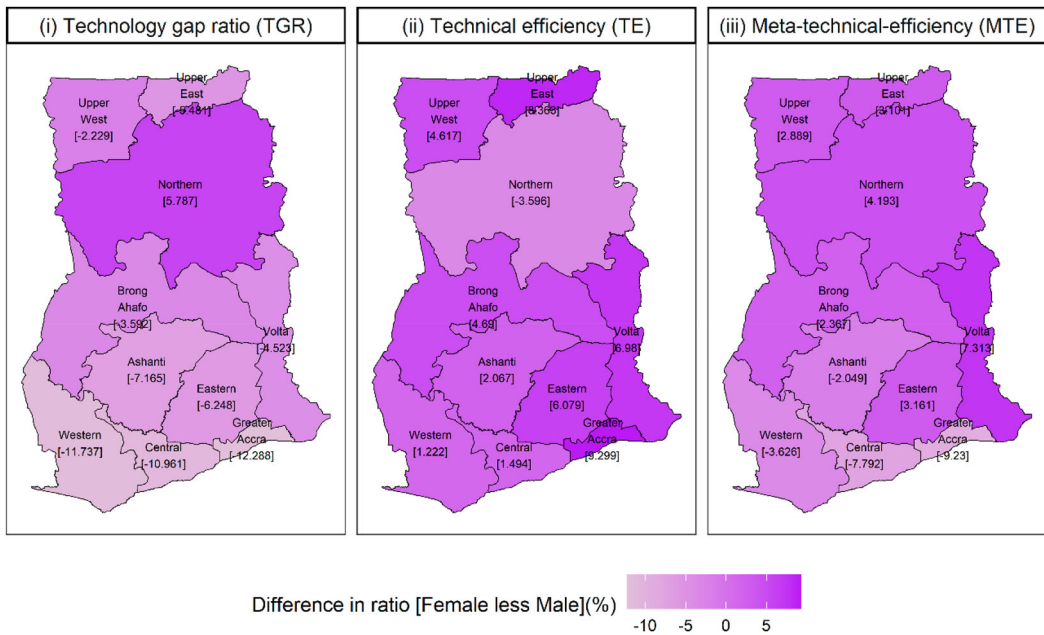 (i) Technology gap ratio (TGR)
(ii) Technical efficiency (TE)
(iii) Meta-technical-efficiency (MTE)
Upper
East
Upper
West
[-2.229]
Northern
[5.787]
Brong
Ahafo
[-3.592]
Volta
[-4.523]
Ashanti
[-7.165]
Eastern
[-6.248]
Greater
Accra
[-12.288]
Western
[-11.737]
Central
[-10.961]
Upper
East
Upper
West
[4.617]
Northern
[-3.596]
Brong
Ahafo
[4.69]
Volta
[6.98]
Ashanti
[2.067]
Eastern
[6.079]
Greater
Accra
[9.299]
Western
[1.222]
Central
[1.494]
Upper
East
[3.101]
Upper
West
[2.889]
Northern
[4.193]
Brong
Ahafo
[2.367]
Volta
[7.313]
Ashanti
[-2.049]
Eastern
[3.161]
Greater
Accra
[-9.23]
Western
[-3.626]
Central
[-7.792]
Difference in ratio [Female less Male](%)
-10 -5 0 5